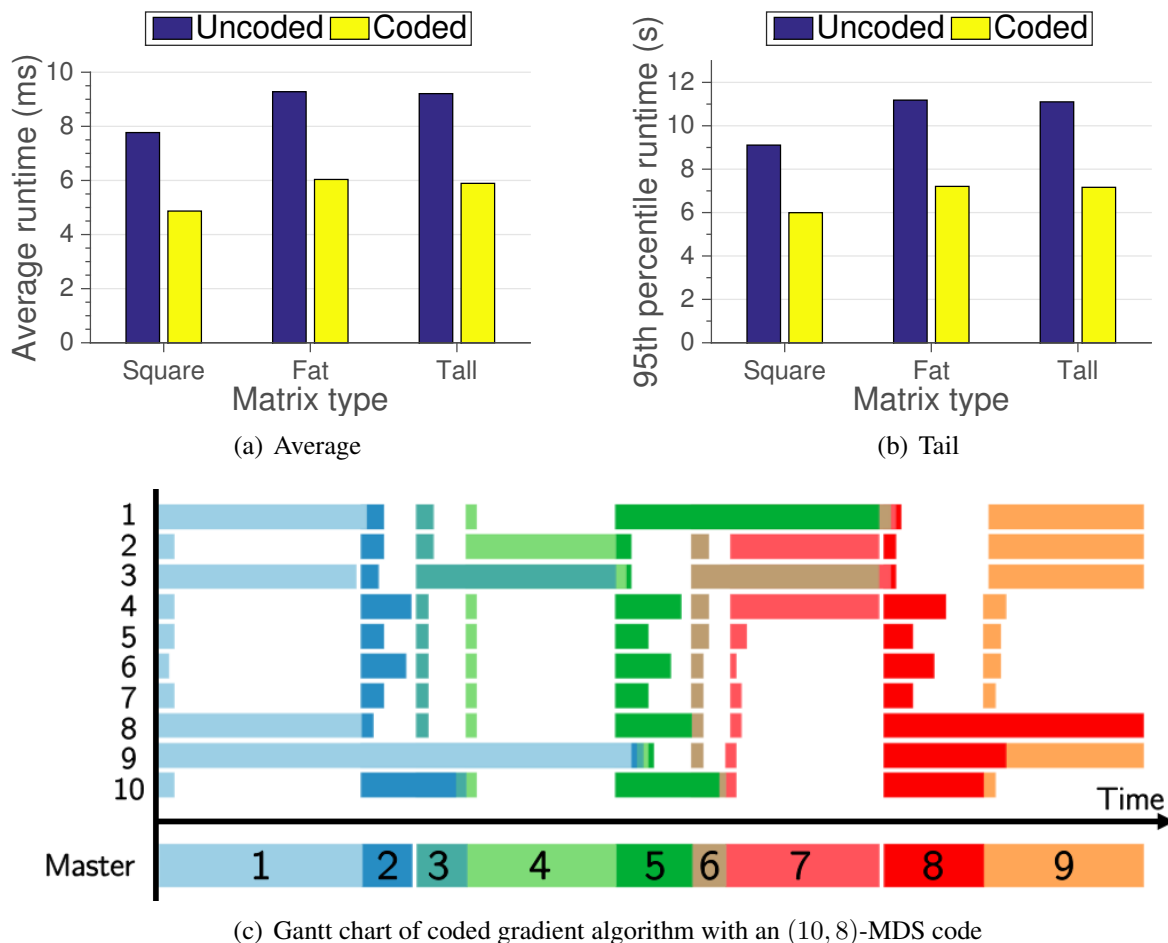 Uncoded Coded
Average runtime (ms)
10
8
6
4
2
0
Square Fat Tall
Matrix type
(a) Average
Uncoded Coded
95th percentile runtime (s)
12
10
8
6
4
2
0
Square Fat Tall
Matrix type
(b) Tail
1
2
3
4
5
6
7
8
9
10
Time
Master 1 2 3 4 5 6 7 8 9
(c) Gantt chart of coded gradient algorithm with an (10, 8)-MDS code